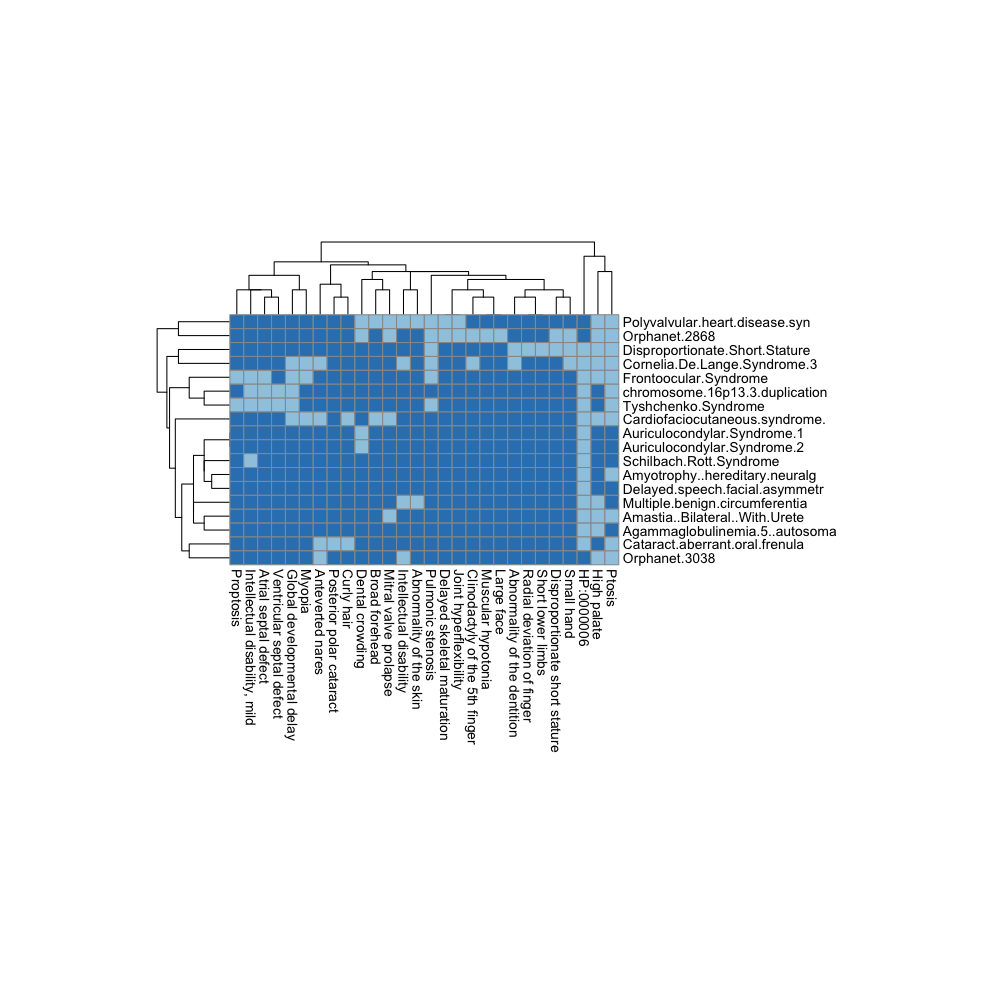 Polyvalvular.heart.disease.syn
Orphanet.2868
Disproportionate.Short.Stature
Cornelia.De.Lange.Syndrome.3
Frontoocular.Syndrome
chromosome.16p13.3.duplication
Tyshchenko.Syndrome
Cardiofaciocutaneous.syndrome.
Auriculocondylar.Syndrome.1
Auriculocondylar.Syndrome.2
Schilbach.Rott.Syndrome
Amyotrophy..hereditary.neuralg
Delayed.speech.facial.asymmetr
Multiple.benign.circumferentia
Amastia..Bilateral..With.Urete
Agammaglobulinemia.5..autosoma
Cataract.aberrant.oral.frenula
Orphanet.3038
Proptosis
Intellectual disability, mild
Atrial septal defect
Ventricular septal defect
Global developmental delay
Myopia
Anteverted nares
Posterior polar cataract
Curly hair
Dental crowding
Broad forehead
Mitral valve prolapse
Intellectual disability
Abnormality of the skin
Pulmonic stenosis
Delayed skeletal maturation
Joint hyperflexibility
Clinodactyly of the 5th finger
Muscular hypotonia
Large face
Abnormality of the dentition
Radial deviation of finger
Short lower limbs
Disproportionate short stature
Small hand
HP:0000006
High palate
Ptosis